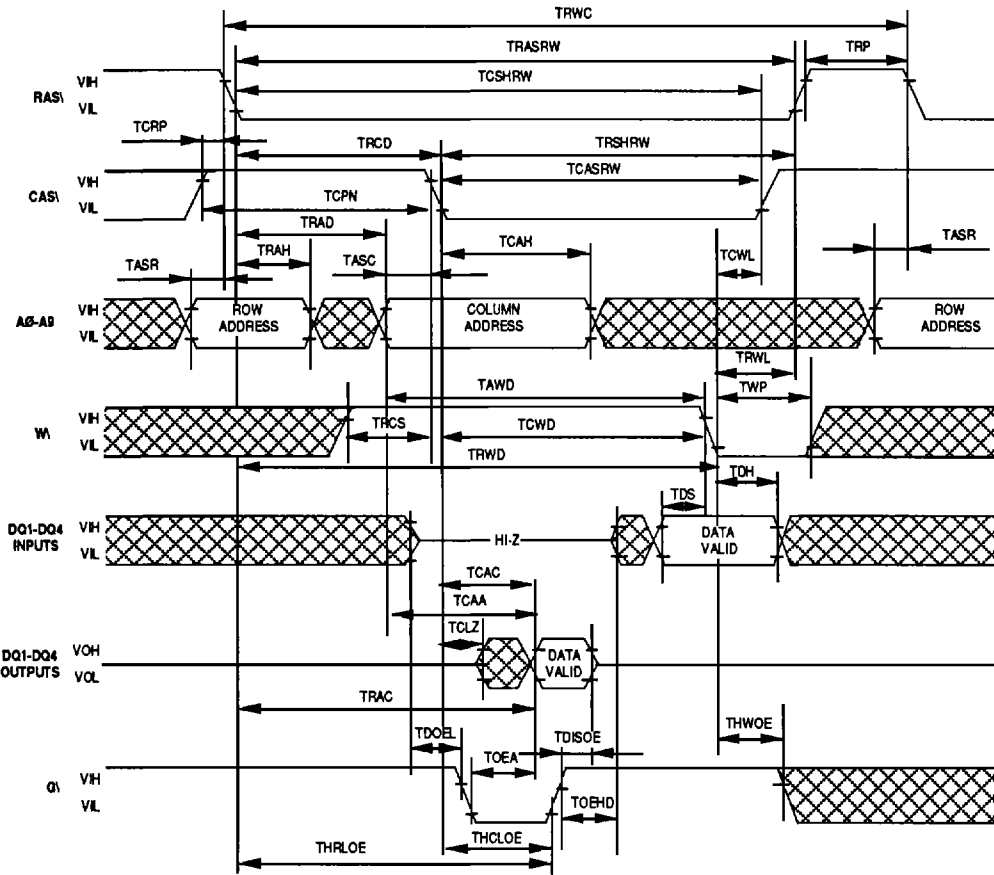 TRWC
TRASRW
TRP
VIH
TCSHRW
RAS\
VIL
TCRP
TRCD
TRSHRW
VIH
TCPN
TCASRW
CAS\
VIL
TRAD
TASR
TRAH
TASC
TCAH
TCWL
TASR
VIH
ROW
ADDRESS
COLUMN
ADDRESS
ROW
ADDRESS
AØ-A9
VIL
TRWL
TAWD
TWP
VIH
W\
TRCS
TCWD
VIL
TRWD
TDH
TDS
DQ1-DQ4
INPUTS
VIH
VIL
HI-Z
DATA
VALID
TCAC
TCAA
TCLZ
DQ1-DQ4
OUTPUTS
VOH
VOL
DATA
VALID
TRAC
TDOEL
TOEA
TDISOE
THWOE
VIH
G\
VIL
TOEHD
THCLOE
THRLOE